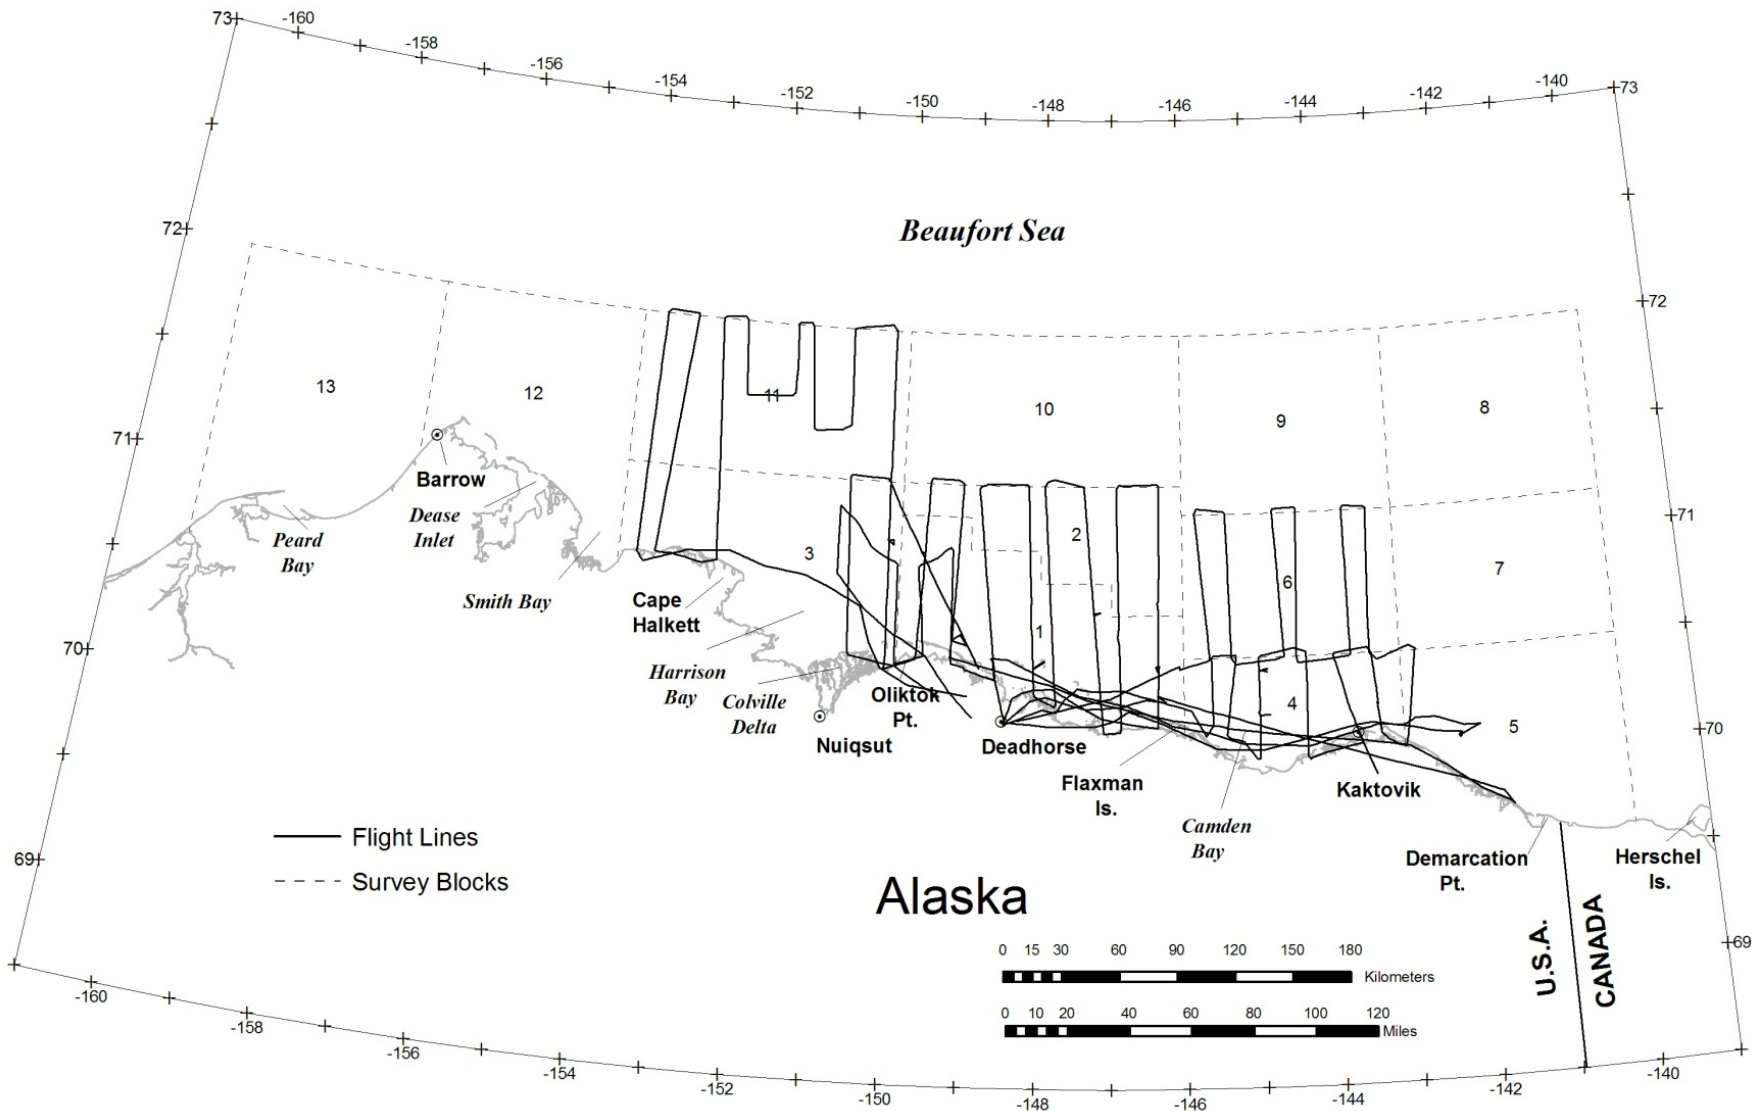 73
-160
-158
-156
-154
-152
-150
-148
-146
-144
-142
-140
73
72
Beaufort Sea
72
13
12
11
10
9
8
71
Barrow
Dease
Inlet
Peard
Bay
Smith Bay
3
2
6
7
71
Cape
Halkett
1
70
Harrison
Bay
Colville
Delta
Oliktok
Pt.
4
5
70
Nuiqsut
Deadhorse
Flaxman
Is.
Kaktovik
Camden
Bay
Flight Lines
Survey Blocks
69
Demarcation
Pt.
Herschel
Is.
Alaska
U.S.A.
CANADA
69
0 15 30 60 90 120 150 180
Kilometers
0 10 20 40 60 80 100 120
Miles
-160
-158
-156
-154
-152
-150
-148
-146
-144
-142
-140